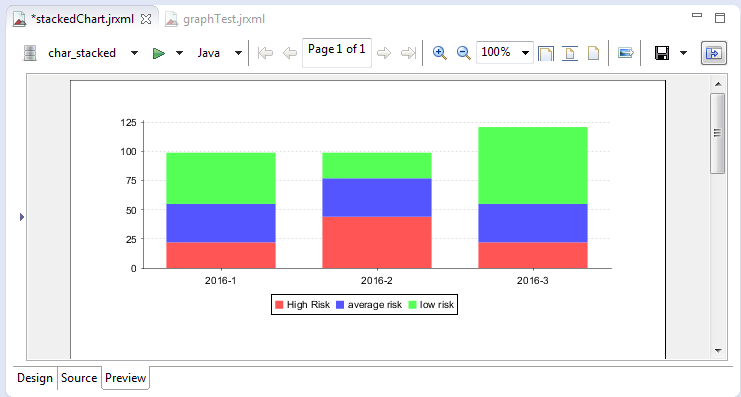 *stackedChart.jrxml graphTest.jrxml
char_stacked Java Page 1 of 1 100%
125
100
75
50
25
0
2016-1 2016-2 2016-3
High Risk average risk low risk
Design Source Preview